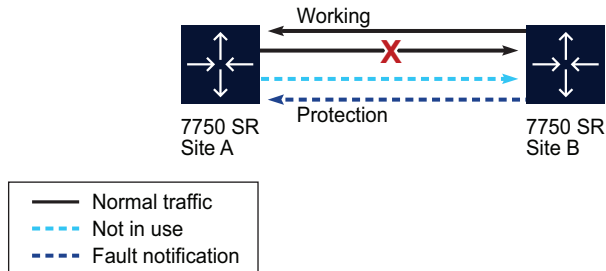 Working
X
Protection
7750 SR
Site A
7750 SR
Site B
Normal traffic
Not in use
Fault notification